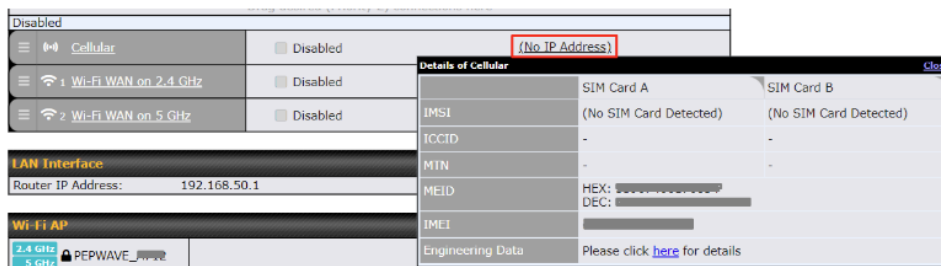 Disabled
Cellular
Disabled
(No IP Address)
1 Wi-Fi WAN on 2.4 GHz
Disabled
2 Wi-Fi WAN on 5 GHz
Disabled
Details of Cellular
Clos
SIM Card A
SIM Card B
IMSI
(No SIM Card Detected)
(No SIM Card Detected)
ICCID
-
-
MTN
-
-
MEID
HEX:
DEC:
IMEI
Engineering Data
Please click here for details
LAN Interface
Router IP Address: 192.168.50.1
Wi-Fi AP
2.4 GHz
5 GHz
PEPWAVE_